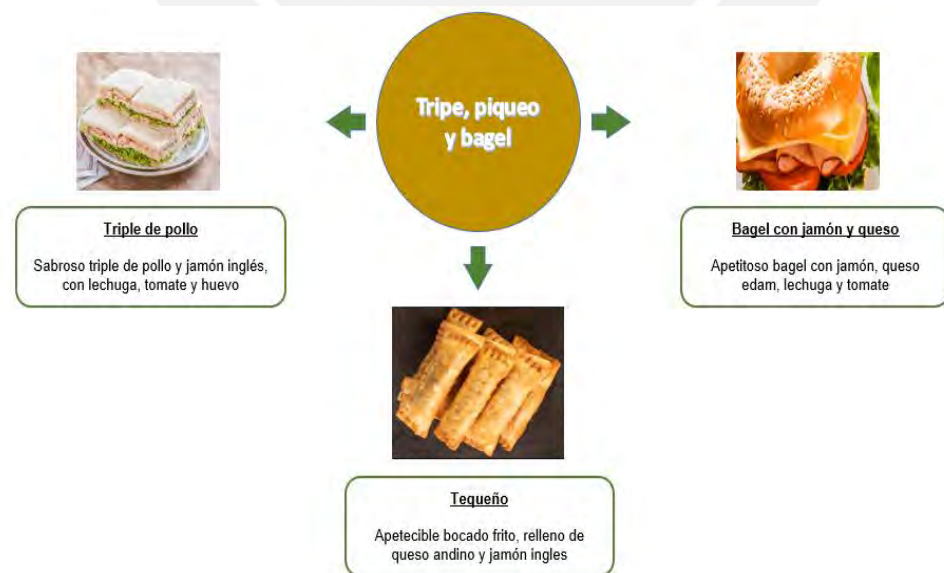 Tripe, piqueo
y bagel
Triple de pollo
Sabroso triple de pollo y jamón inglés,
con lechuga, tomate y huevo
Bagel con jamón y queso
Apetitoso bagel con jamón, queso
edam, lechuga y tomate
Tequeño
Apetecible bocado frito, relleno de
queso andino y jamón ingles